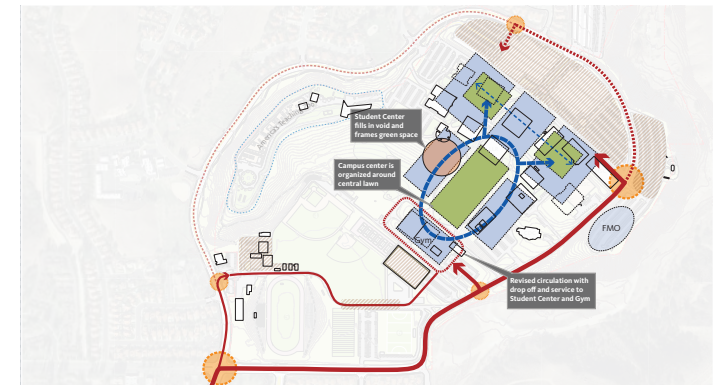 Student Center
fills in void and
frames green space
Campus center is
organized around
central lawn
Gym
FMO
Revised circulation with
drop off and service to
Student Center and Gym